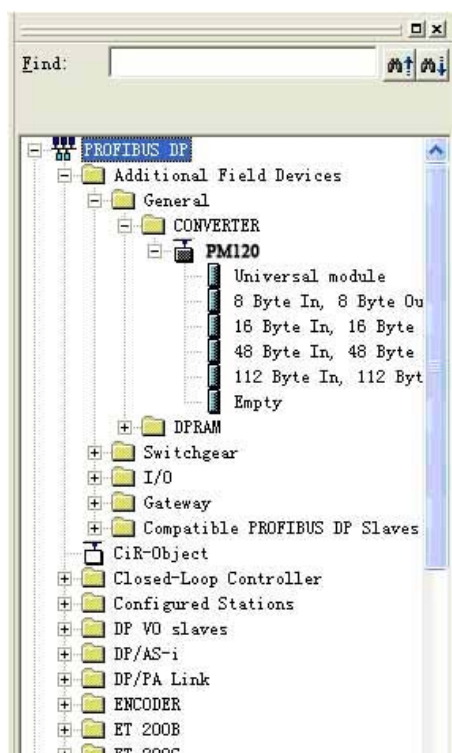 Find:
PROFIBUS DP
Additional Field Devices
General
CONVERTER
PM120
Universal module
8 Byte In, 8 Byte Ou
16 Byte In, 16 Byte
48 Byte In, 48 Byte
112 Byte In, 112 Byt
Empty
DPRAM
Switchgear
I/O
Gateway
Compatible PROFIBUS DP Slaves
CiR-Object
Closed-Loop Controller
Configured Stations
DP V0 slaves
DP/AS-i
DP/PA Link
ENCODER
ET 200B